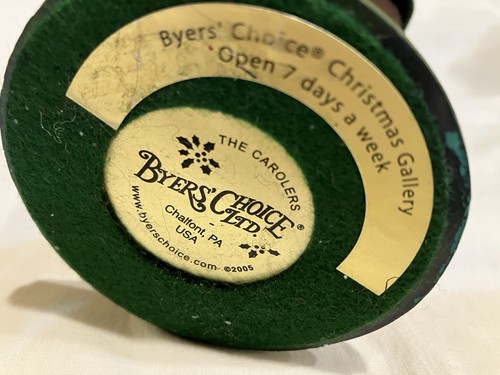 Byers' Choice® Christmas Gallery
Open 7 days a week
THE CAROLERS
BYERS' CHOICE
LTD.®
Chalfont, PA
USA
www.byerschoice.com ©2005